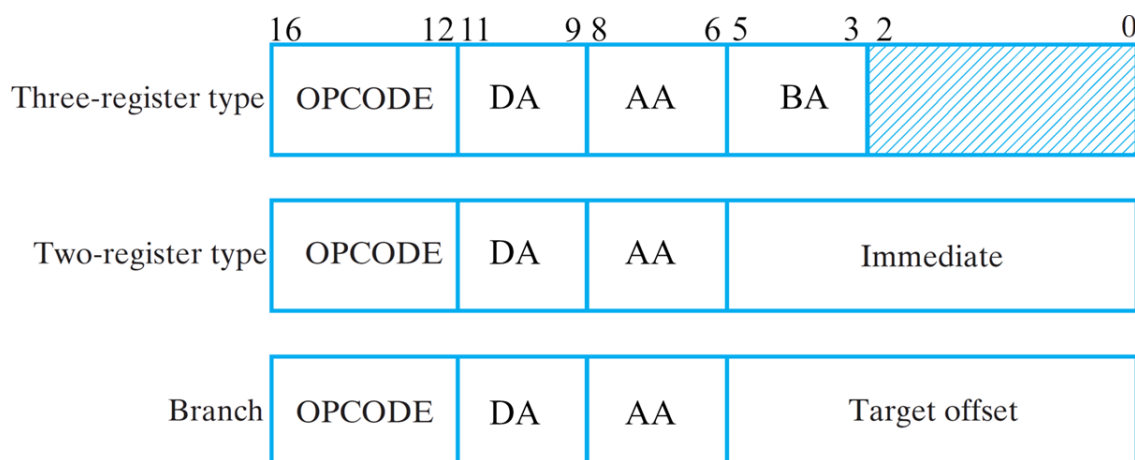 16 12 11 9 8 6 5 3 2 0
Three-register type OPCODE DA AA BA
Two-register type OPCODE DA AA Immediate
Branch OPCODE DA AA Target offset